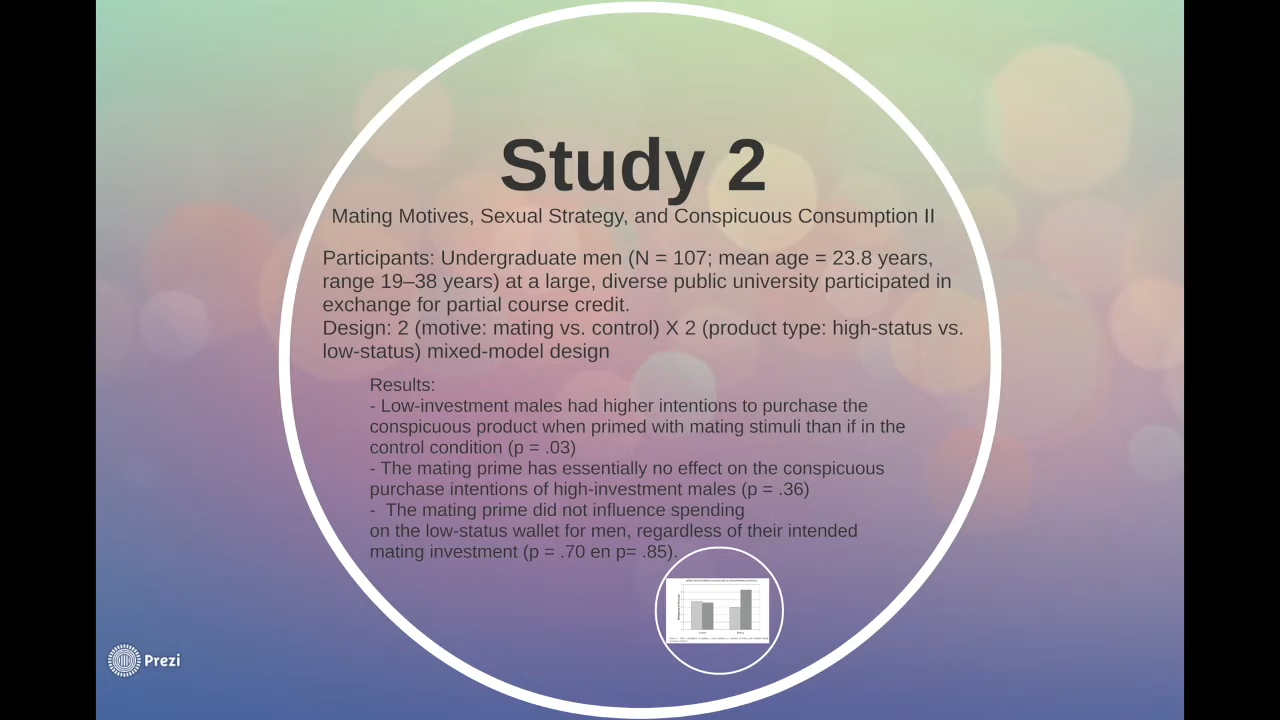 Study 2
Mating Motives, Sexual Strategy, and Conspicuous Consumption II
Participants: Undergraduate men (N = 107; mean age = 23.8 years,
range 19–38 years) at a large, diverse public university participated in
exchange for partial course credit.
Design: 2 (motive: mating vs. control) X 2 (product type: high-status vs.
low-status) mixed-model design
Results:
- Low-investment males had higher intentions to purchase the
conspicuous product when primed with mating stimuli than if in the
control condition (p = .03)
- The mating prime has essentially no effect on the conspicuous
purchase intentions of high-investment males (p = .36)
-  The mating prime did not influence spending
on the low-status wallet for men, regardless of their intended
mating investment (p = .70 en p= .85).
Prezi